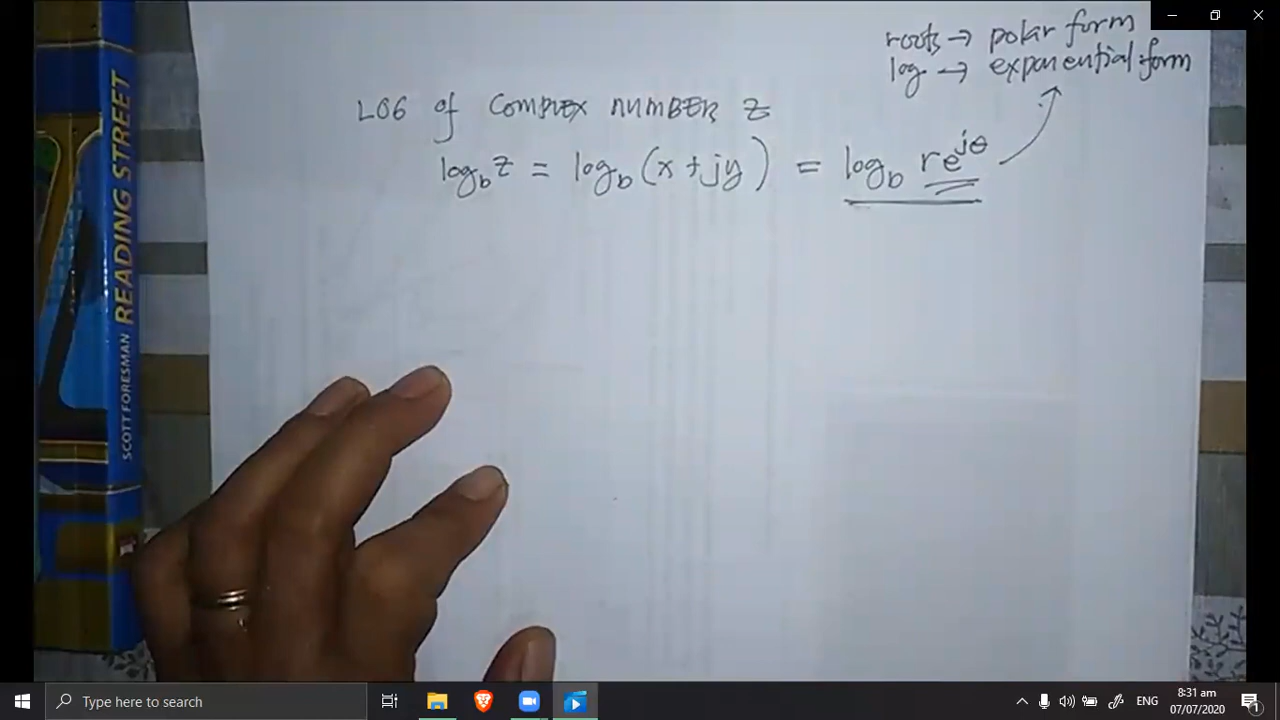 roots → polar form
log → exponential form
LOG of COMPLEX NUMBER Z
log_b z = log_b (x + jy) = log_b re^{jθ}
SCOTT FORESMAN READING STREET
Type here to search
ENG
8:31 am
07/07/2020
1